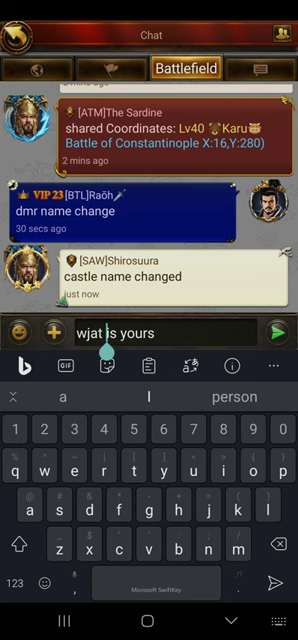 Chat
Battlefield
[ATM]The Sardine
shared Coordinates: Lv40 🐻Karu🐯
Battle of Constantinople X:16,Y:280)
2 mins ago
VIP 23 [BTL]Raõh🗡
dmr name change
30 secs ago
[SAW]Shirosuura
castle name changed
just now
wjat is yours
GIF
a I person
1 2 3 4 5 6 7 8 9 0
q w e r t y u i o p
@ # & * - + = ( )
a s d f g h j k l
_ $ " ' : ; /
z x c v b n m
123 , Microsoft SwiftKey .